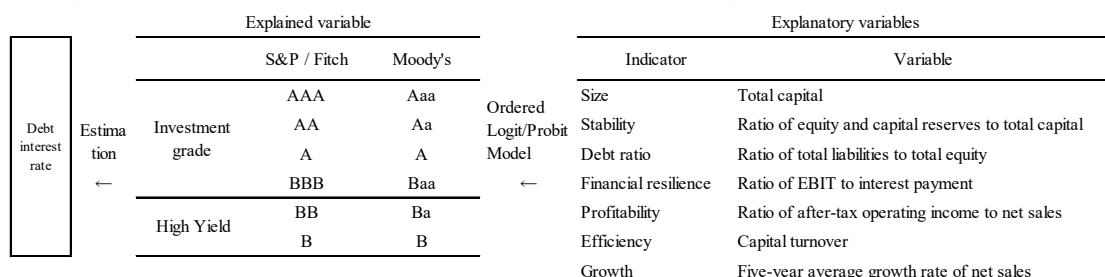 Explained variable Explanatory variables
S&P / Fitch Moody's Indicator Variable
AAA Aaa Size Total capital
Debt interest rate
Estima tion
←
Investment grade
AA Aa
A A
BBB Baa
High Yield
BB Ba
B B
Ordered Logit/Probit Model
←
Stability Ratio of equity and capital reserves to total capital
Debt ratio Ratio of total liabilities to total equity
Financial resilience Ratio of EBIT to interest payment
Profitability Ratio of after-tax operating income to net sales
Efficiency Capital turnover
Growth Five-year average growth rate of net sales